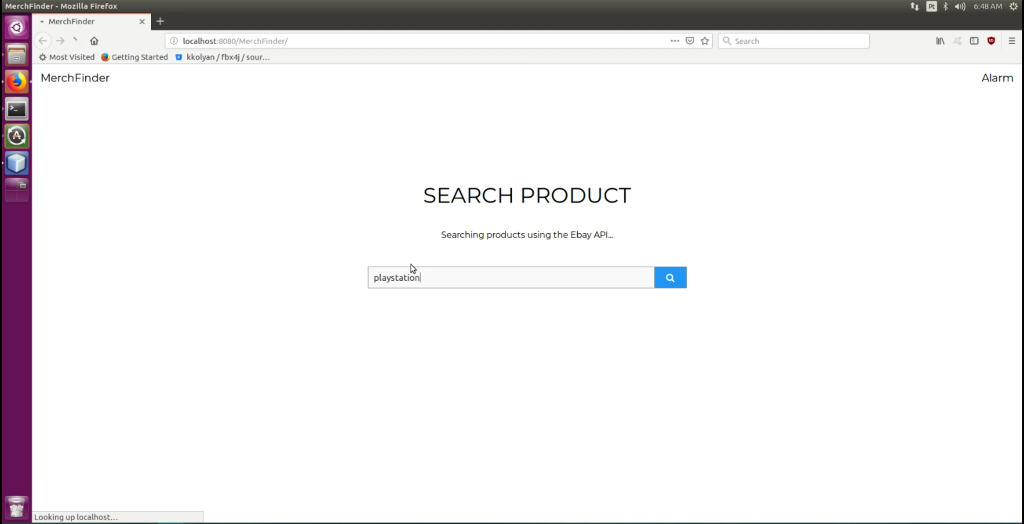 MerchFinder - Mozilla Firefox
Pt
6:48 AM
MerchFinder
localhost:8080/MerchFinder/
Search
Most Visited
Getting Started
kkolyan / fbx4j / sour...
MerchFinder
Alarm
SEARCH PRODUCT
Searching products using the Ebay API...
playstation
Looking up localhost...